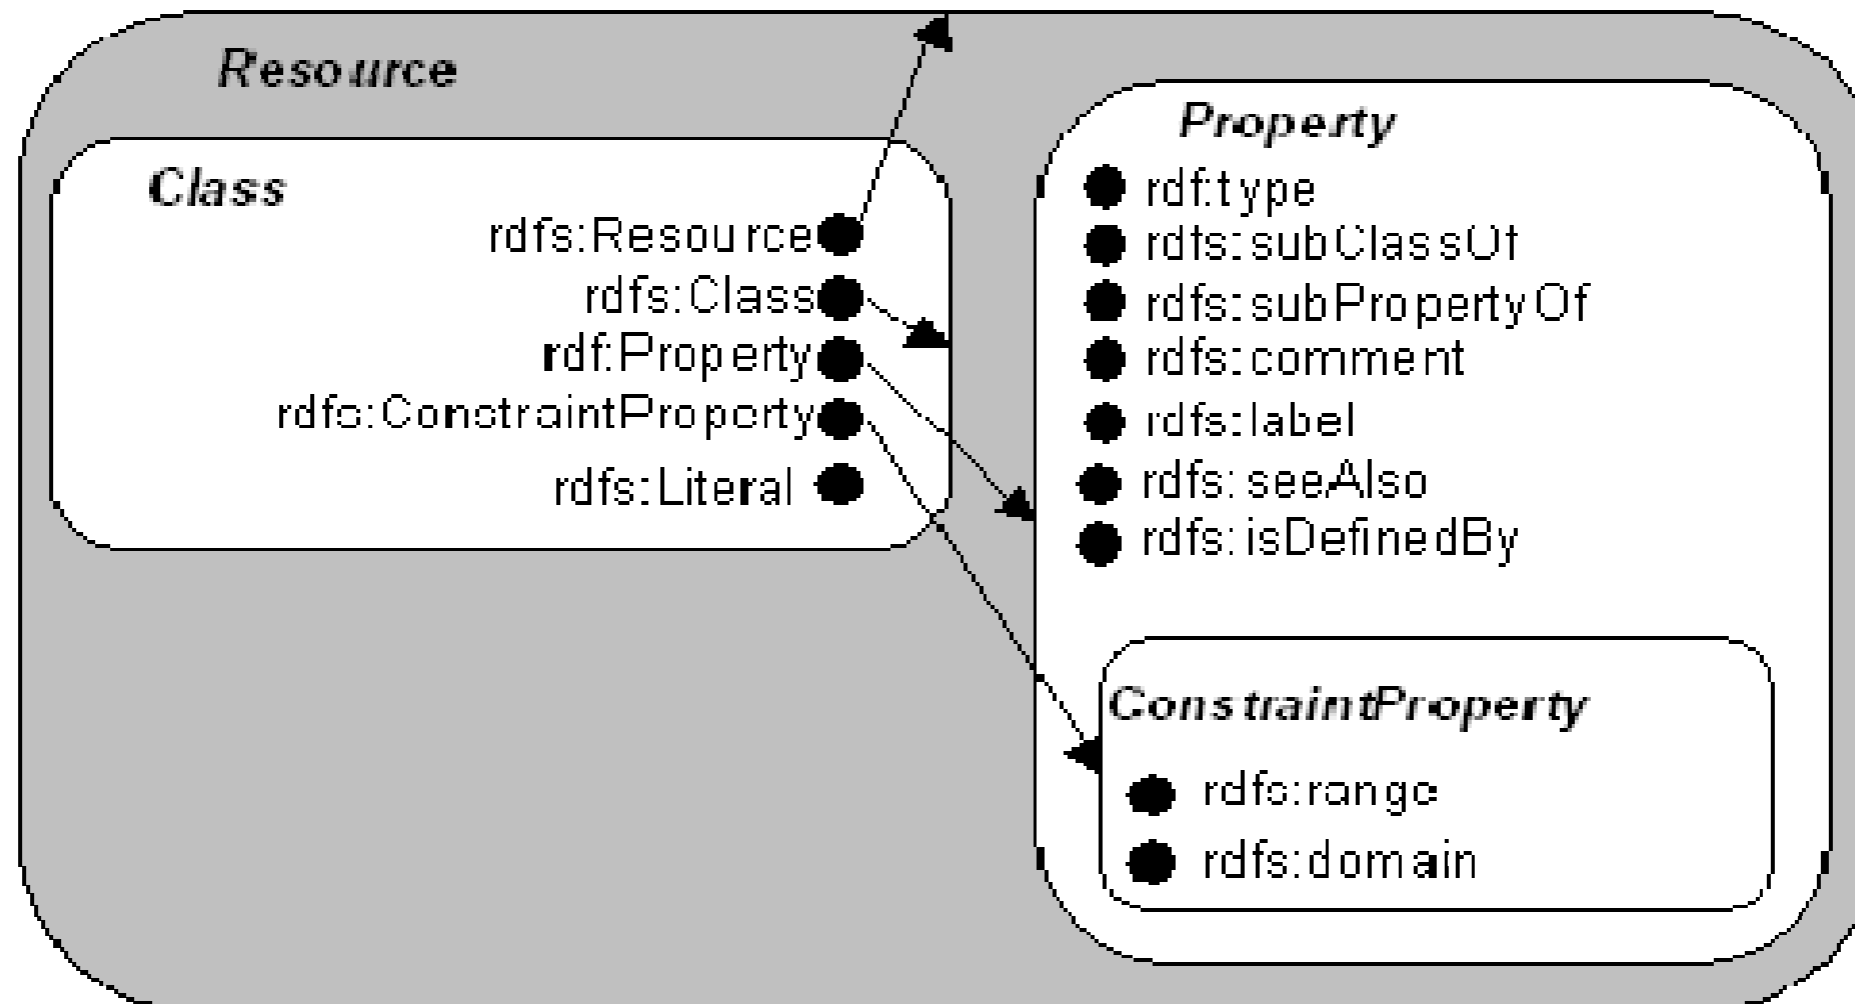 Resource
Class
rdfs:Resource
rdfs:Class
rdf:Property
rdfs:ConstraintProperty
rdfs:Literal
Property
rdf:type
rdfs:subClassOf
rdfs:subPropertyOf
rdfs:comment
rdfs:label
rdfs:seeAlso
rdfs:isDefinedBy
ConstraintProperty
rdfs:range
rdfs:domain